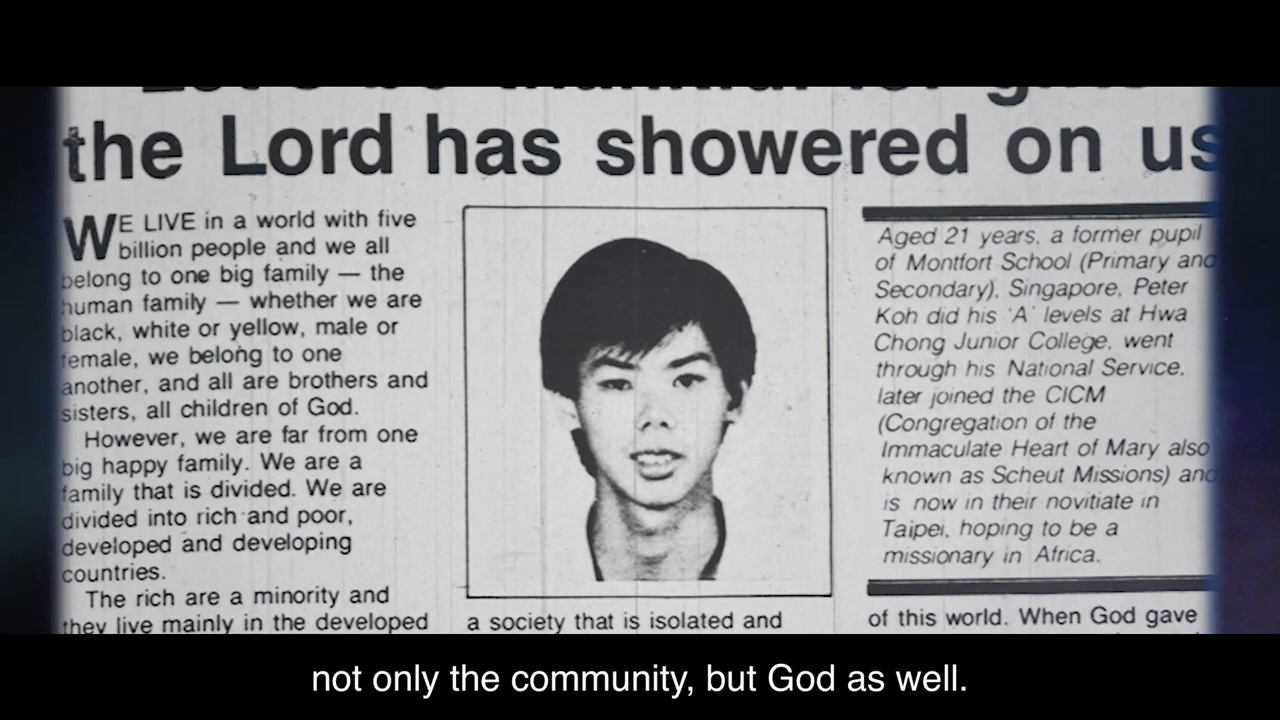 the Lord has showered on us
WE LIVE in a world with five
billion people and we all
belong to one big family — the
human family — whether we are
black, white or yellow, male or
female, we belong to one
another, and all are brothers and
sisters, all children of God.
However, we are far from one
big happy family. We are a
family that is divided. We are
divided into rich and poor,
developed and developing
countries.
The rich are a minority and
they live mainly in the developed
a society that is isolated and
Aged 21 years, a former pupil
of Montfort School (Primary and
Secondary), Singapore, Peter
Koh did his 'A' levels at Hwa
Chong Junior College, went
through his National Service,
later joined the CICM
(Congregation of the
Immaculate Heart of Mary also
known as Scheut Missions) and
is now in their novitiate in
Taipei, hoping to be a
missionary in Africa.
of this world. When God gave
not only the community, but God as well.